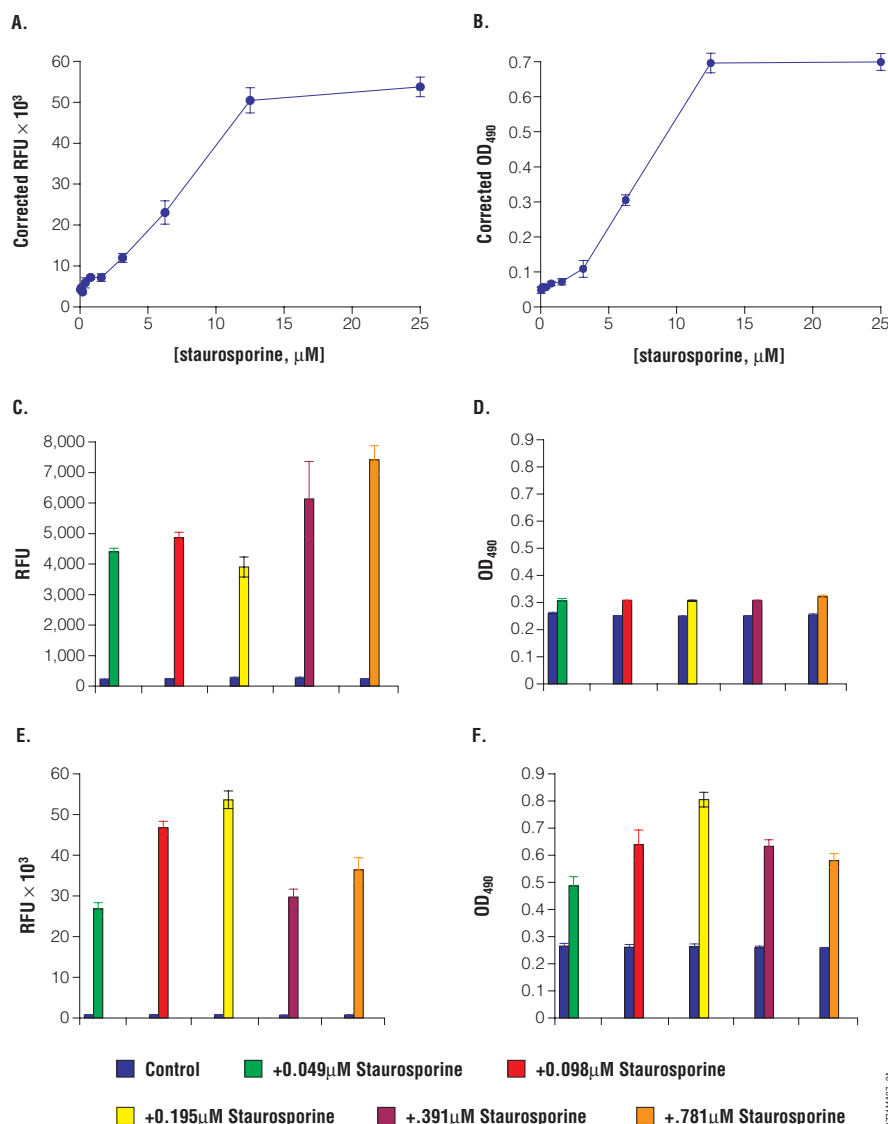 A.
B.
60
50
40
30
20
10
0
Corrected RFU × 10³
0 5 10 15 20 25
[staurosporine, μM]
0.7
0.6
0.5
0.4
0.3
0.2
0.1
0
Corrected OD₄₉₀
0 5 10 15 20 25
[staurosporine, μM]
C.
D.
8,000
7,000
6,000
5,000
4,000
3,000
2,000
1,000
0
RFU
0.9
0.8
0.7
0.6
0.5
0.4
0.3
0.2
0.1
0
OD₄₉₀
E.
F.
60
50
40
30
20
10
0
RFU × 10³
0.9
0.8
0.7
0.6
0.5
0.4
0.3
0.2
0.1
0
OD₄₉₀
Control
+0.049μM Staurosporine
+0.098μM Staurosporine
+0.195μM Staurosporine
+.391μM Staurosporine
+.781μM Staurosporine